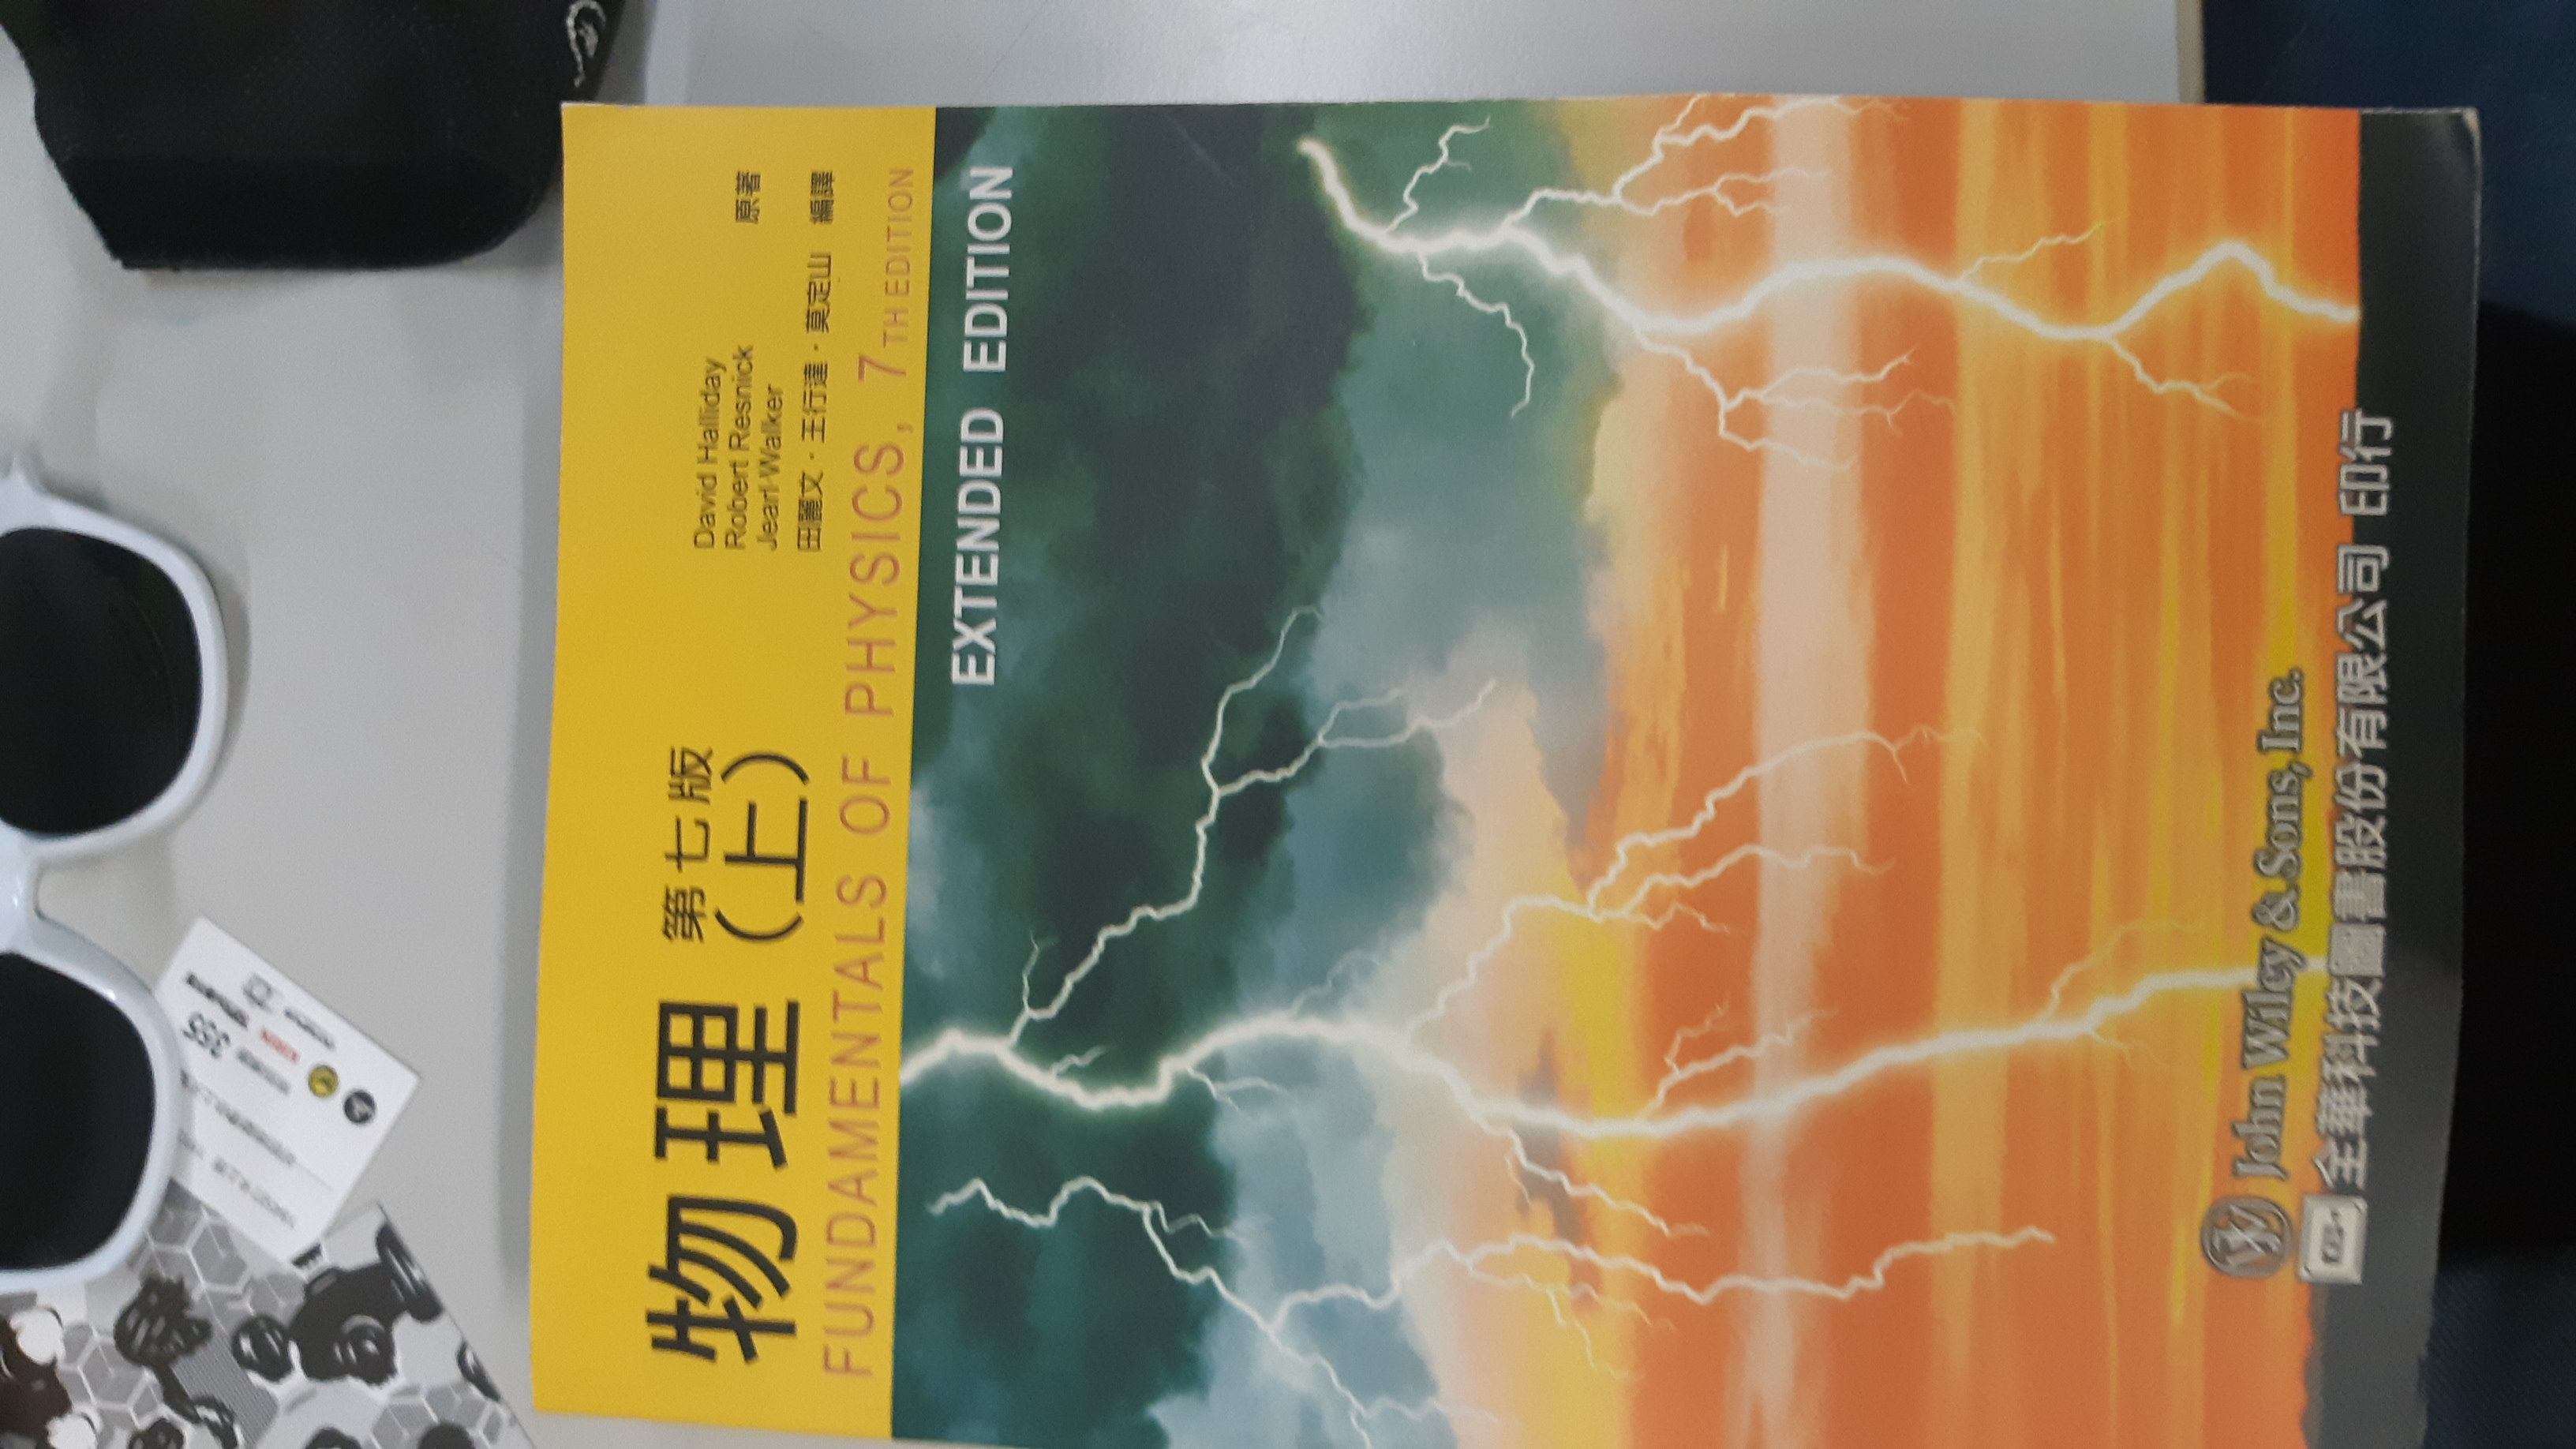 物理 第七版
(上)
David Halliday
Robert Resnick
Jearl Walker
原著
田麗文・王行達・莫定山 編譯
FUNDAMENTALS OF PHYSICS, 7TH EDITION
EXTENDED EDITION
John Wiley & Sons, Inc.
全華科技圖書股份有限公司 印行